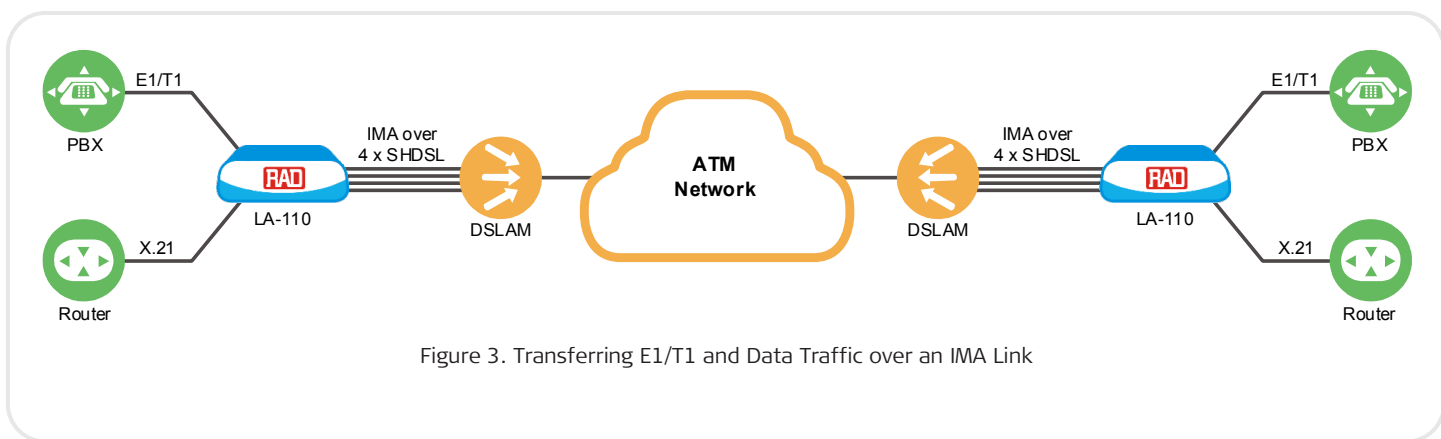 E1/T1
PBX
IMA over
4 x SHDSL
RAD
LA-110
X.21
Router
DSLAM
ATM
Network
DSLAM
IMA over
4 x SHDSL
RAD
LA-110
E1/T1
PBX
X.21
Router
Figure 3. Transferring E1/T1 and Data Traffic over an IMA Link